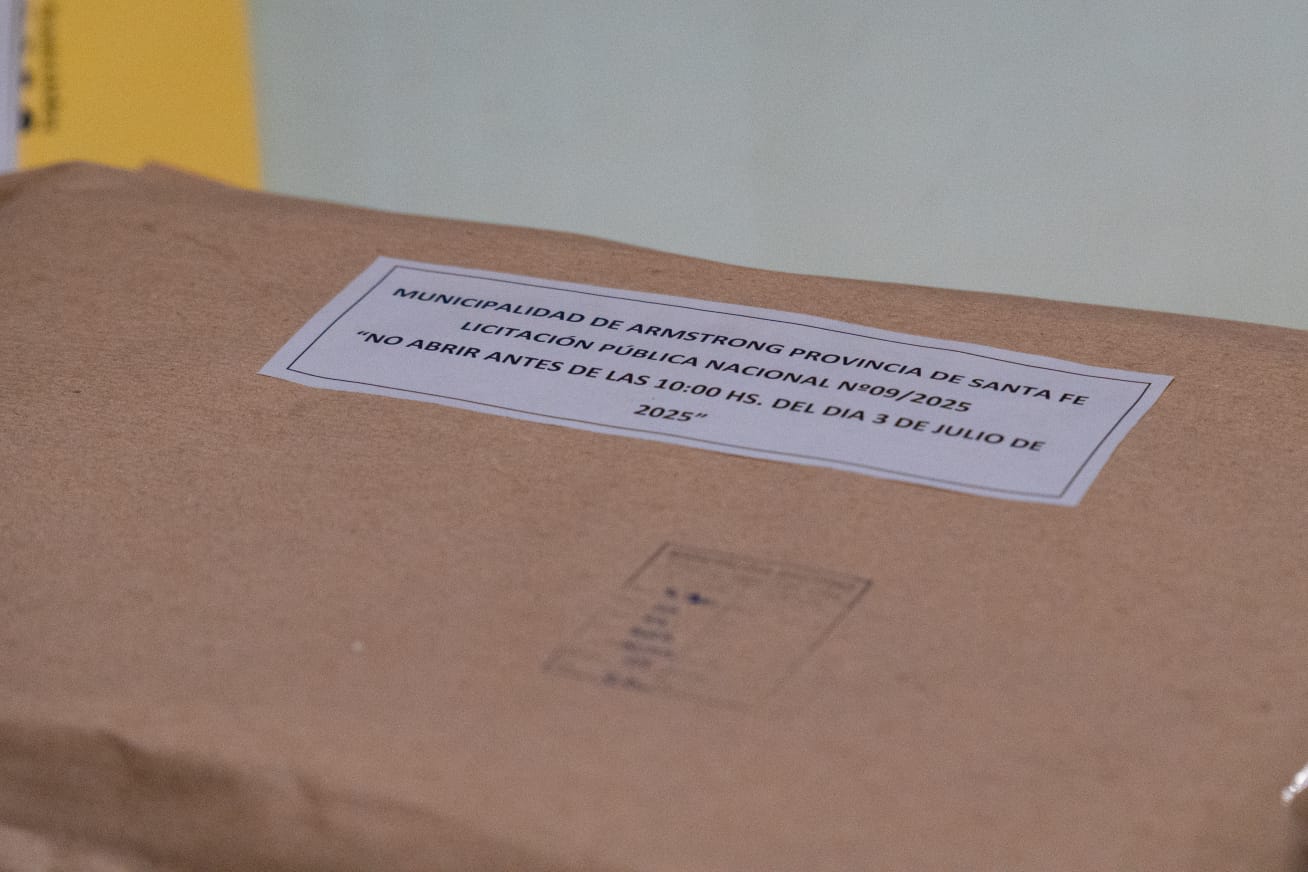 MUNICIPALIDAD DE ARMSTRONG PROVINCIA DE SANTA FE
LICITACIÓN PÚBLICA NACIONAL Nº09/2025
“NO ABRIR ANTES DE LAS 10:00 HS. DEL DIA 3 DE JULIO DE
2025”